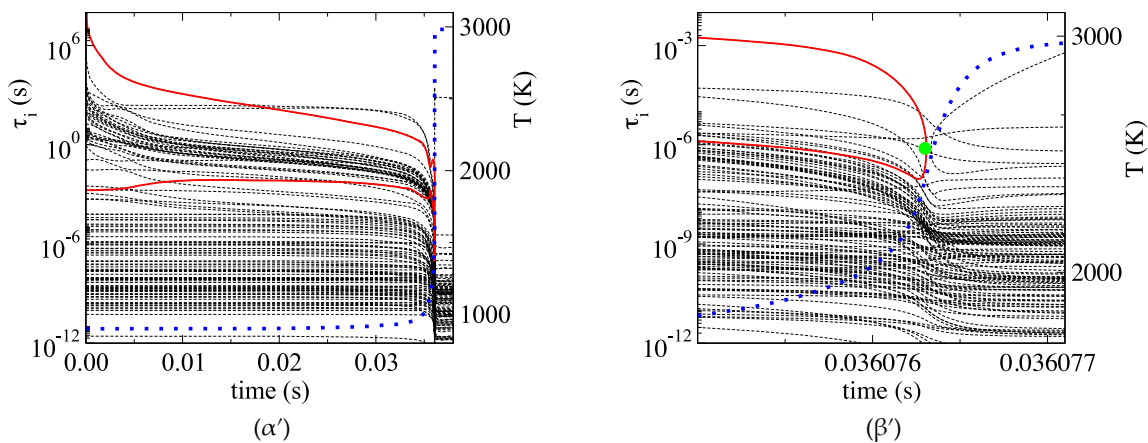 10^6
10^0
10^-6
10^-12
τ_i (s)
0.00
0.01
0.02
0.03
time (s)
3000
2000
1000
T (K)
(α′)
10^-3
10^-6
10^-9
10^-12
τ_i (s)
0.036076
0.036077
time (s)
3000
2000
T (K)
(β′)